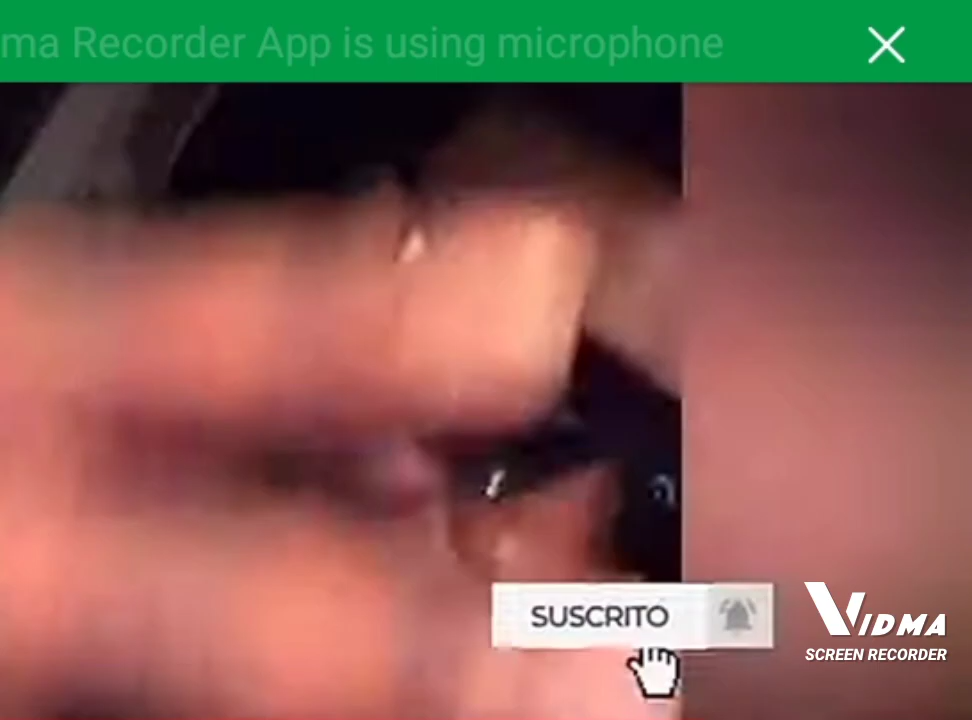 ma Recorder App is using microphone
SUSCRITO
VIDMA
SCREEN RECORDER